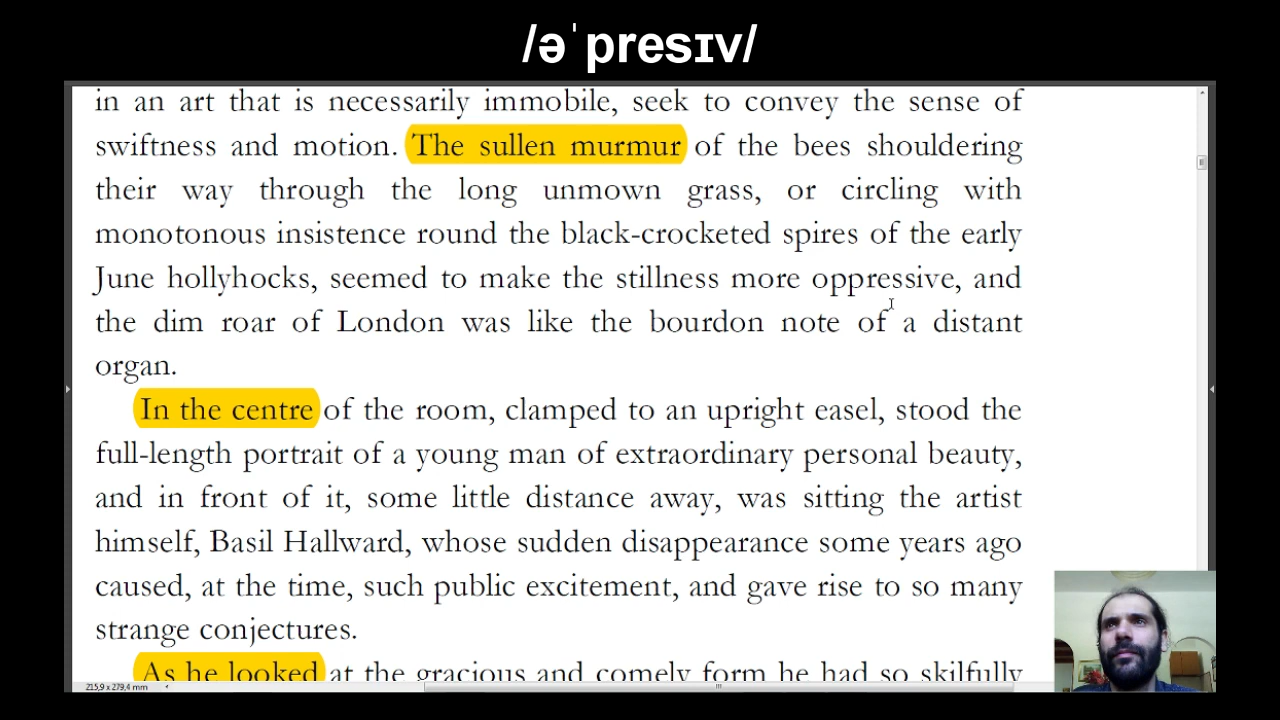 /əˈpresɪv/
in an art that is necessarily immobile, seek to convey the sense of
swiftness and motion. The sullen murmur of the bees shouldering
their way through the long unmown grass, or circling with
monotonous insistence round the black-crocketed spires of the early
June hollyhocks, seemed to make the stillness more oppressive, and
the dim roar of London was like the bourdon note of a distant
organ.
In the centre of the room, clamped to an upright easel, stood the
full-length portrait of a young man of extraordinary personal beauty,
and in front of it, some little distance away, was sitting the artist
himself, Basil Hallward, whose sudden disappearance some years ago
caused, at the time, such public excitement, and gave rise to so many
strange conjectures.
As he looked at the gracious and comely form he had so skilfully
215,9 x 279,4 mm